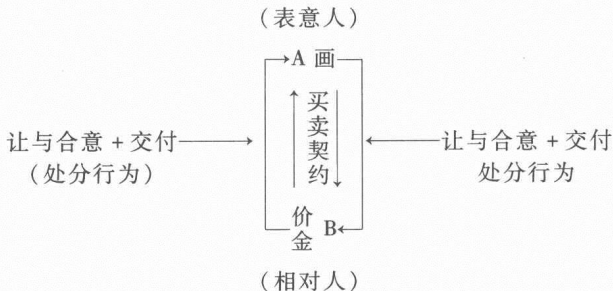 （表意人）
A 画
买卖契约
让与合意 + 交付
（处分行为）
让与合意 + 交付
处分行为
价金 B
（相对人）